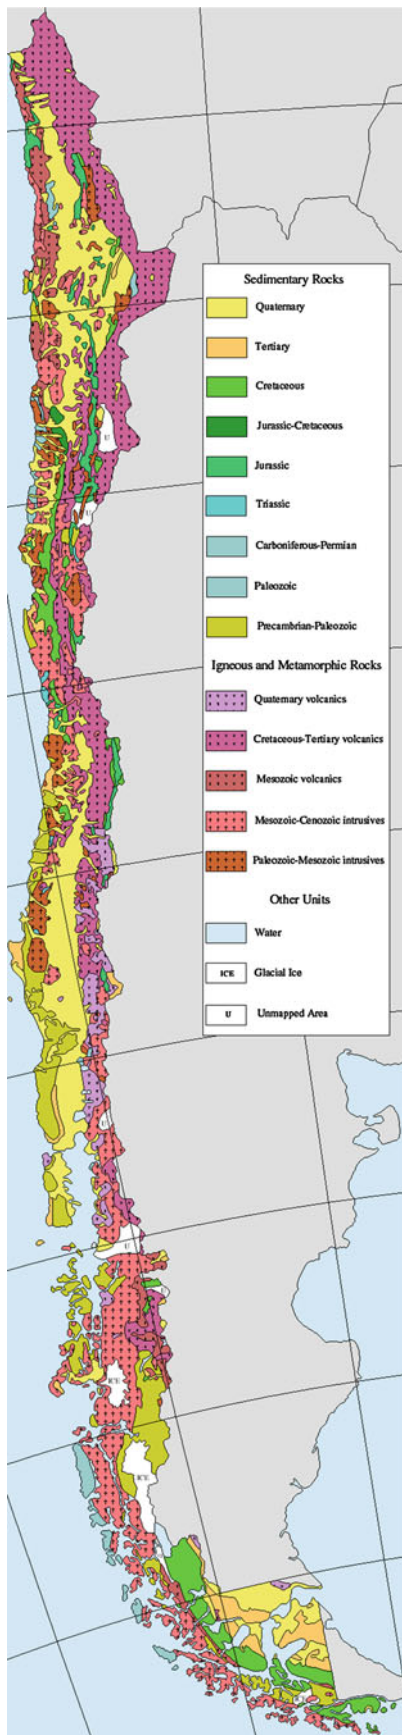 U
U
Sedimentary Rocks
Quaternary
Tertiary
Cretaceous
Jurassic-Cretaceous
Jurassic
Triassic
Carboniferous-Permian
Paleozoic
Precambrian-Paleozoic
Igneous and Metamorphic Rocks
Quaternary volcanics
Cretaceous-Tertiary volcanics
Mesozoic volcanics
Mesozoic-Cenozoic intrusives
Paleozoic-Mesozoic intrusives
Other Units
Water
ICE Glacial Ice
U Unmapped Area
U
U
U
ICE
ICE